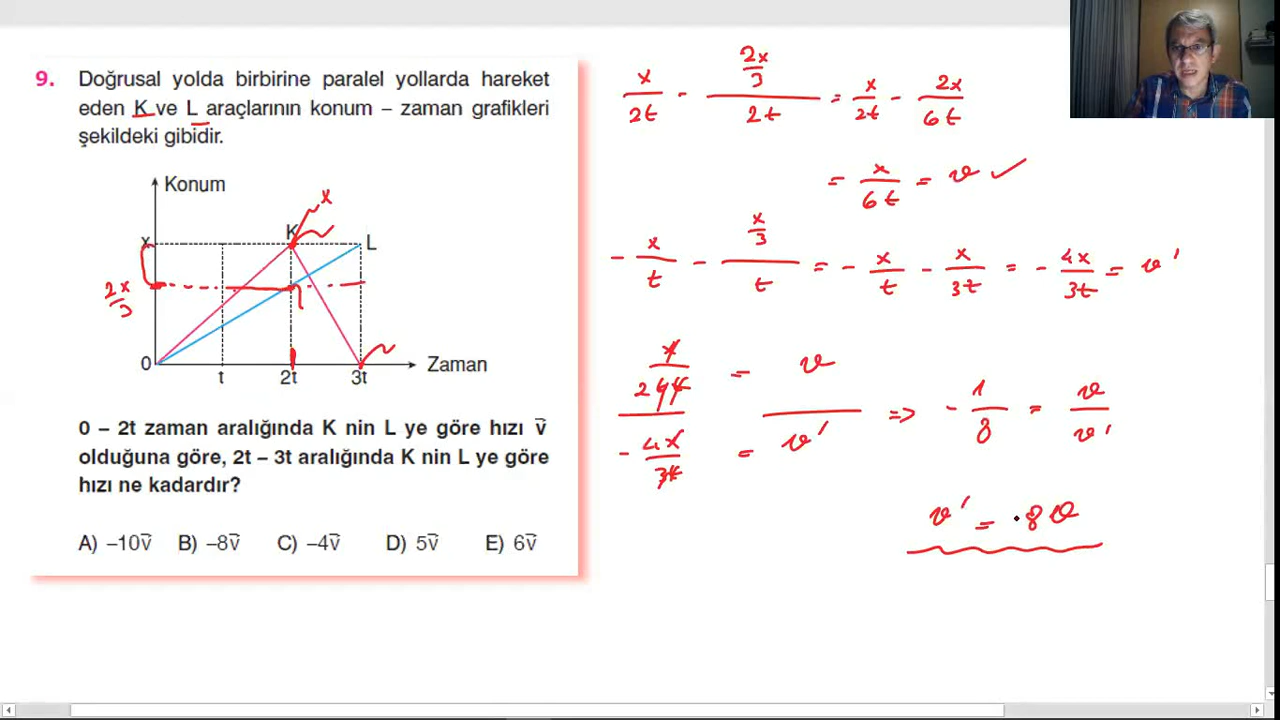 9. Doğrusal yolda birbirine paralel yollarda hareket
eden K ve L araçlarının konum – zaman grafikleri
şekildeki gibidir.
Konum
x
K
x
L
2x/3
0
t
2t
3t
Zaman
0 – 2t zaman aralığında K nin L ye göre hızı v⃗
olduğuna göre, 2t – 3t aralığında K nin L ye göre
hızı ne kadardır?
A) –10v⃗ B) –8v⃗ C) –4v⃗ D) 5v⃗ E) 6v⃗
x/2t - (2x/3)/2t = x/2t - 2x/6t
= x/6t = v ✓
- x/t - (x/3)/t = - x/t - x/3t = - 4x/3t = v'
- 4x/3t = v' => - 1/8 = v/v'
v' = -8v